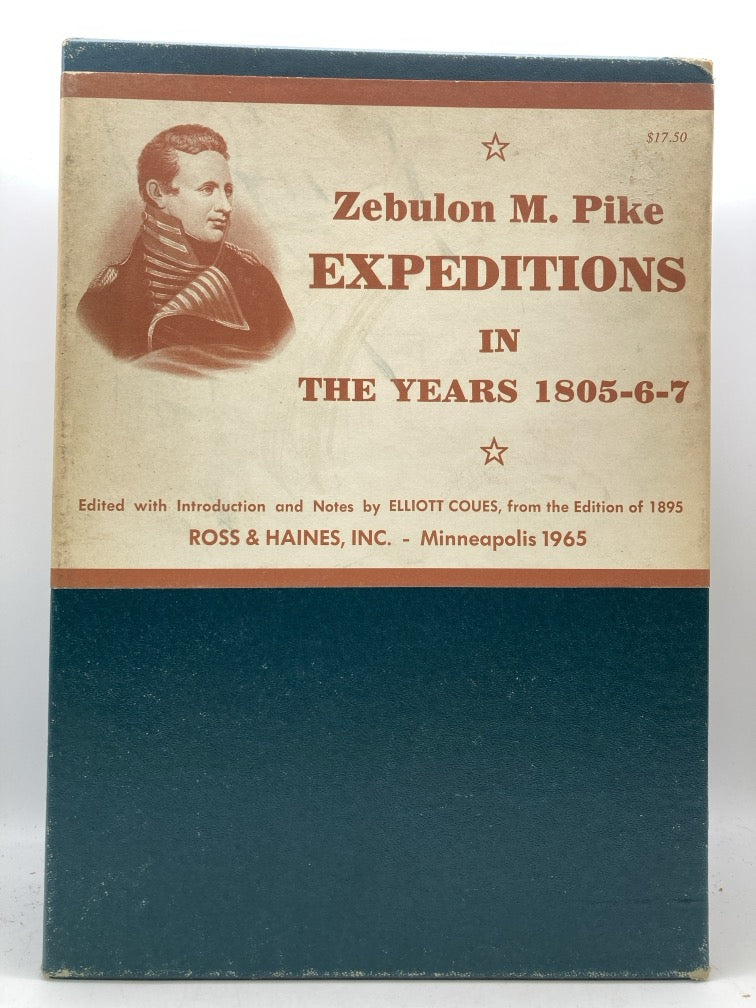 $17.50
Zebulon M. Pike
EXPEDITIONS
IN
THE YEARS 1805-6-7
Edited with Introduction and Notes by ELLIOTT COUES, from the Edition of 1895
ROSS & HAINES, INC. - Minneapolis 1965